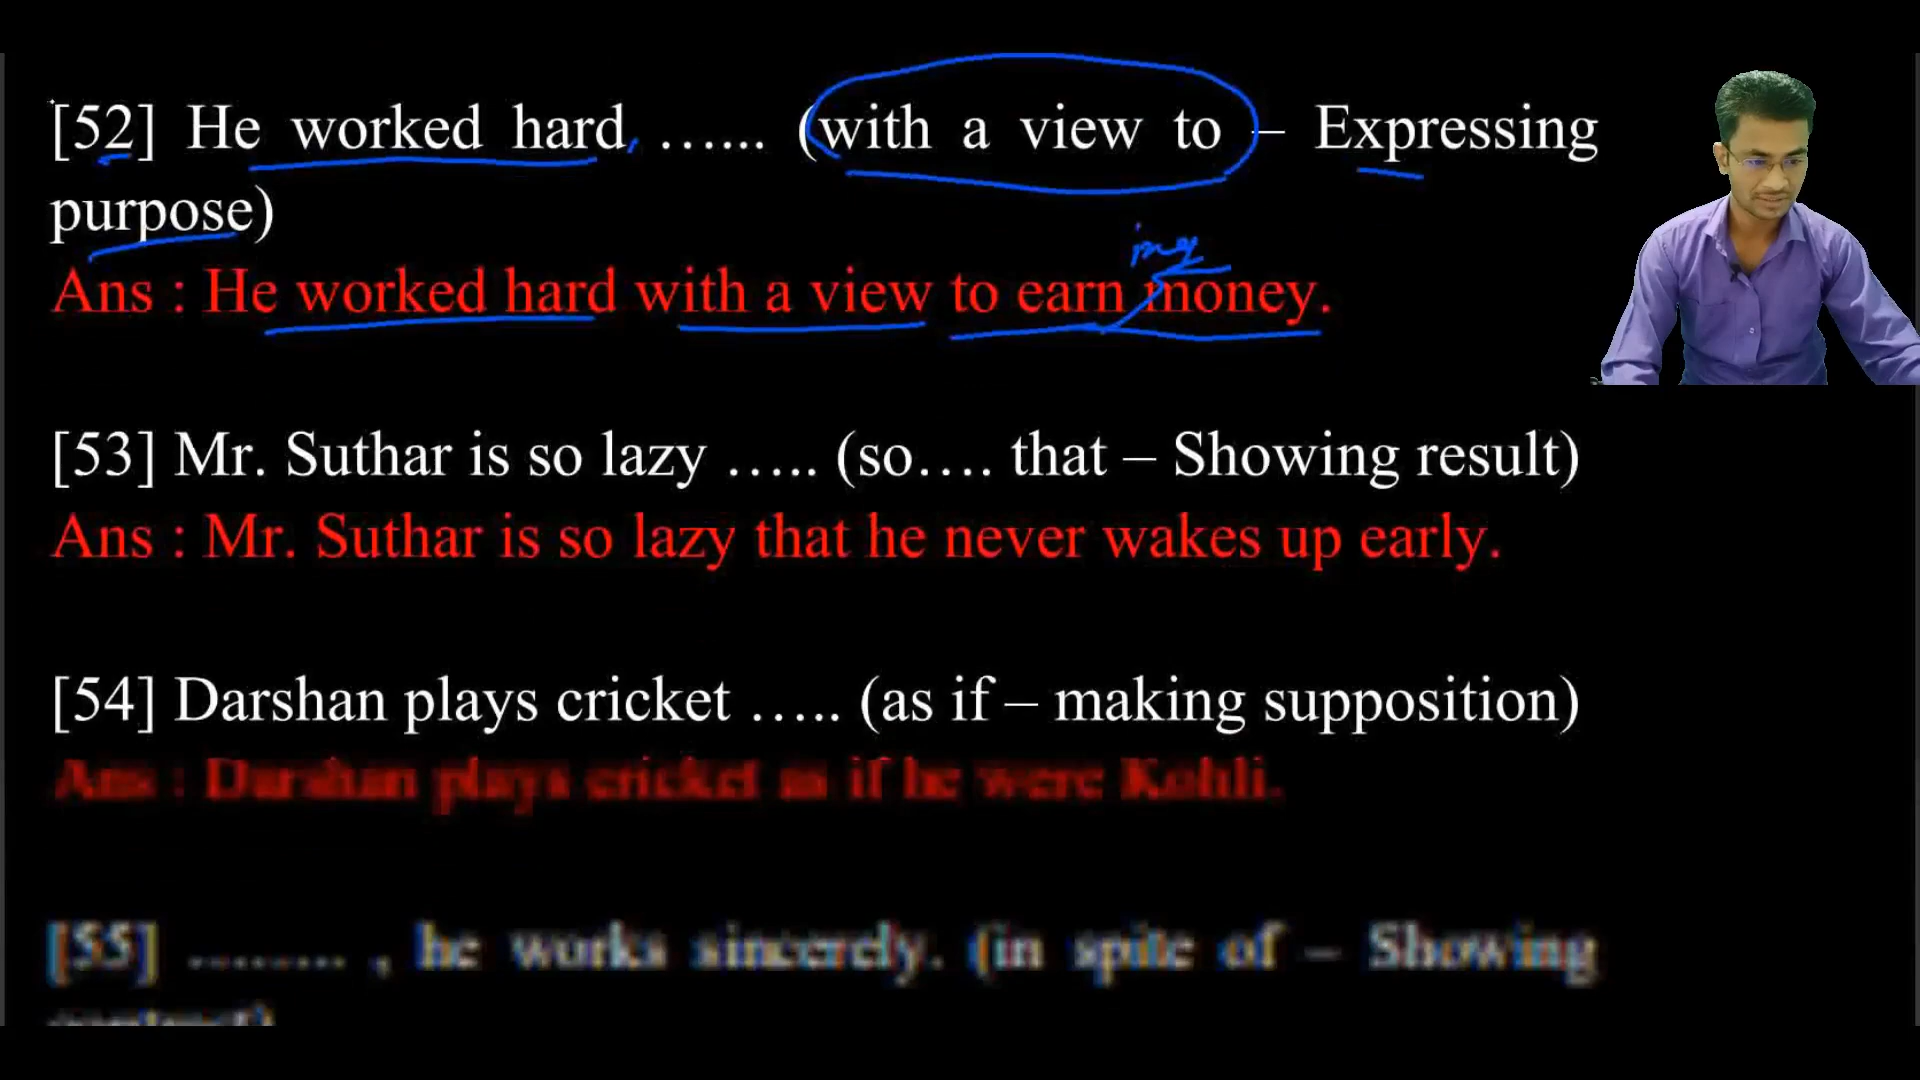 [52] He worked hard, …... (with a view to – Expressing
purpose)
ing
Ans : He worked hard with a view to earn money.
[53] Mr. Suthar is so lazy ….. (so…. that – Showing result)
Ans : Mr. Suthar is so lazy that he never wakes up early.
[54] Darshan plays cricket ….. (as if – making supposition)
Ans : Darshan plays cricket as if he were Kohli.
[55] ……... , he works sincerely. (in spite of – Showing